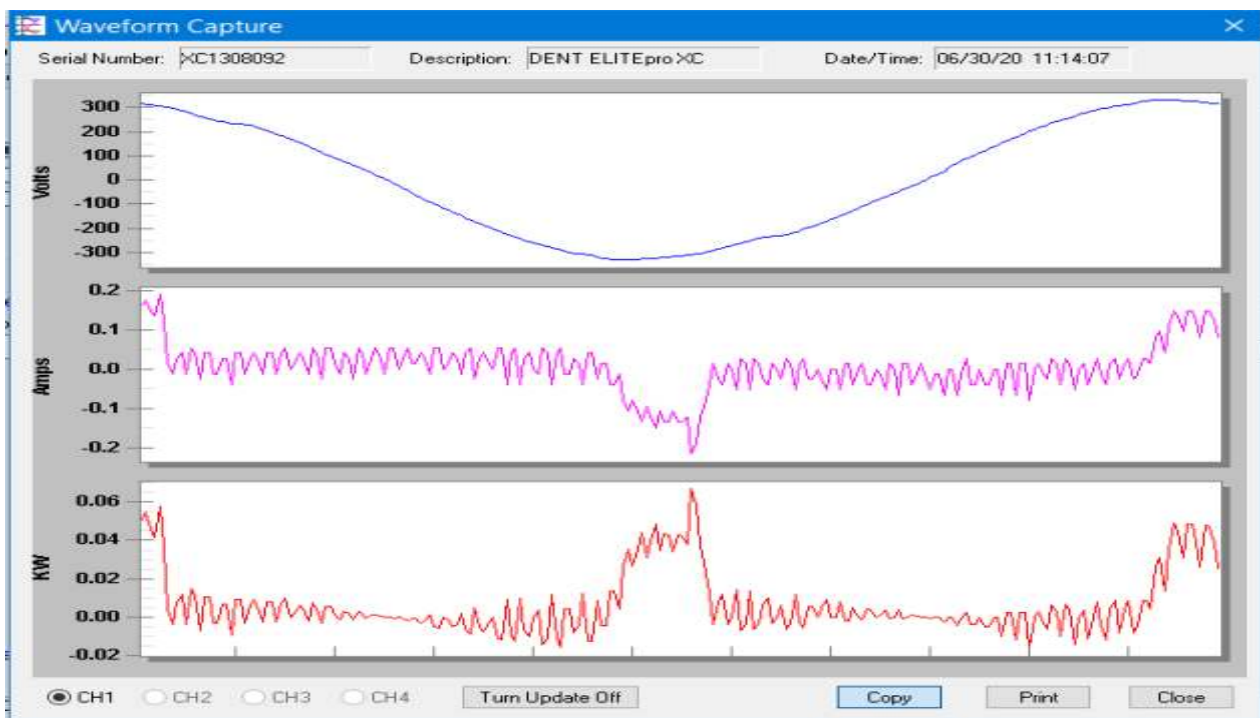 Waveform Capture
Serial Number: XC1308092 Description: DENT ELITEpro XC Date/Time: 06/30/20 11:14:07
300
200
100
0
-100
-200
-300
Volts
0.2
0.1
0.0
-0.1
-0.2
Amps
0.06
0.04
0.02
0.00
-0.02
KW
CH1 CH2 CH3 CH4 Turn Update Off Copy Print Close